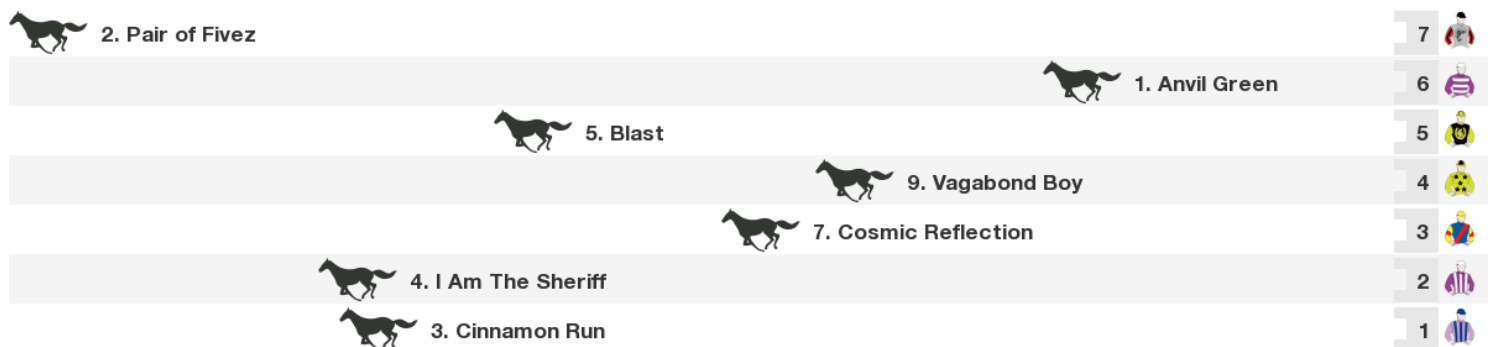 2. Pair of Fivez 7
1. Anvil Green 6
5. Blast 5
9. Vagabond Boy 4
7. Cosmic Reflection 3
4. I Am The Sheriff 2
3. Cinnamon Run 1